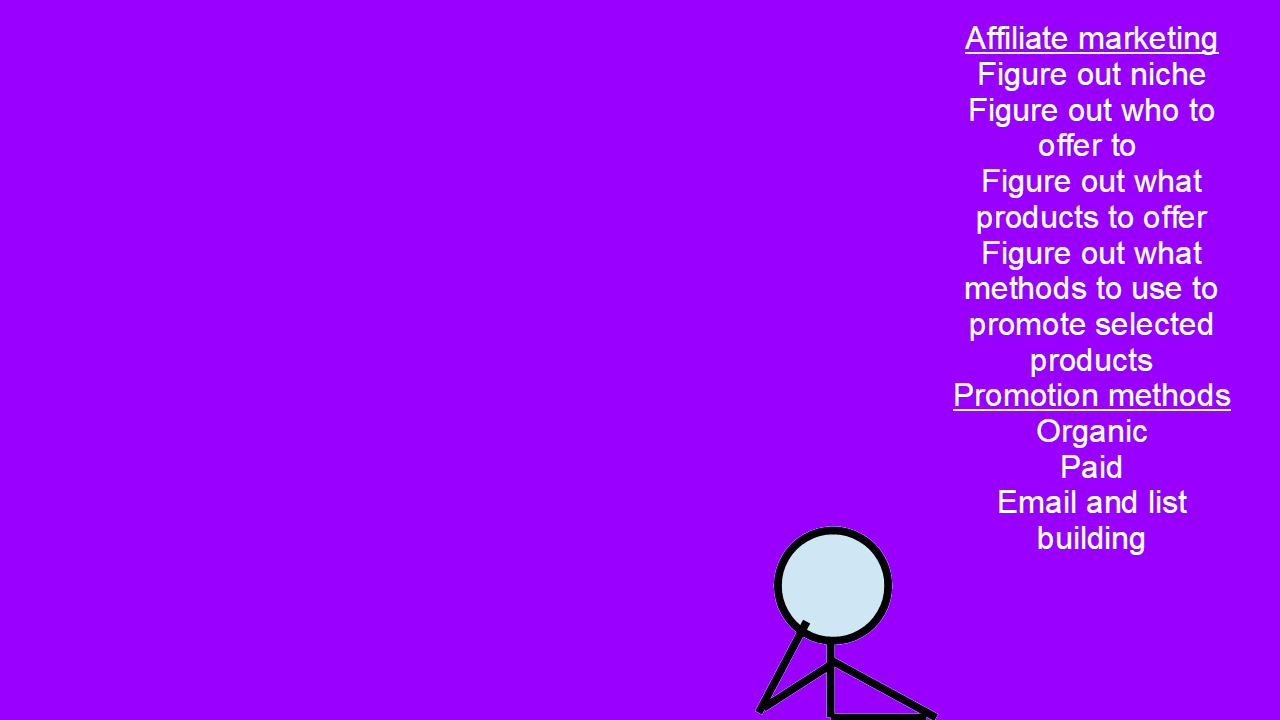 Affiliate marketing
Figure out niche
Figure out who to
offer to
Figure out what
products to offer
Figure out what
methods to use to
promote selected
products
Promotion methods
Organic
Paid
Email and list
building